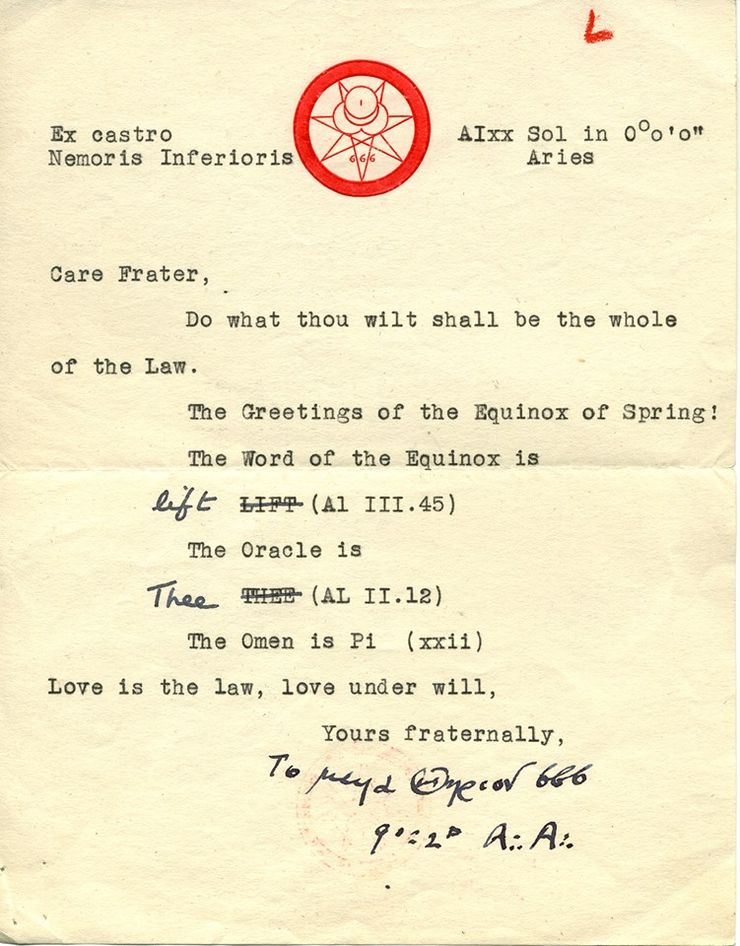 L
Ex castro
Nemoris Inferioris
666
AIxx Sol in 0°0'0"
Aries
Care Frater,
Do what thou wilt shall be the whole
of the Law.
The Greetings of the Equinox of Spring!
The Word of the Equinox is
lift LIFT (Al III.45)
The Oracle is
Thee THEE (AL II.12)
The Omen is Pi (xxii)
Love is the law, love under will,
Yours fraternally,
Το μεγα Θηριον 666
9°=2° A∴ A∴